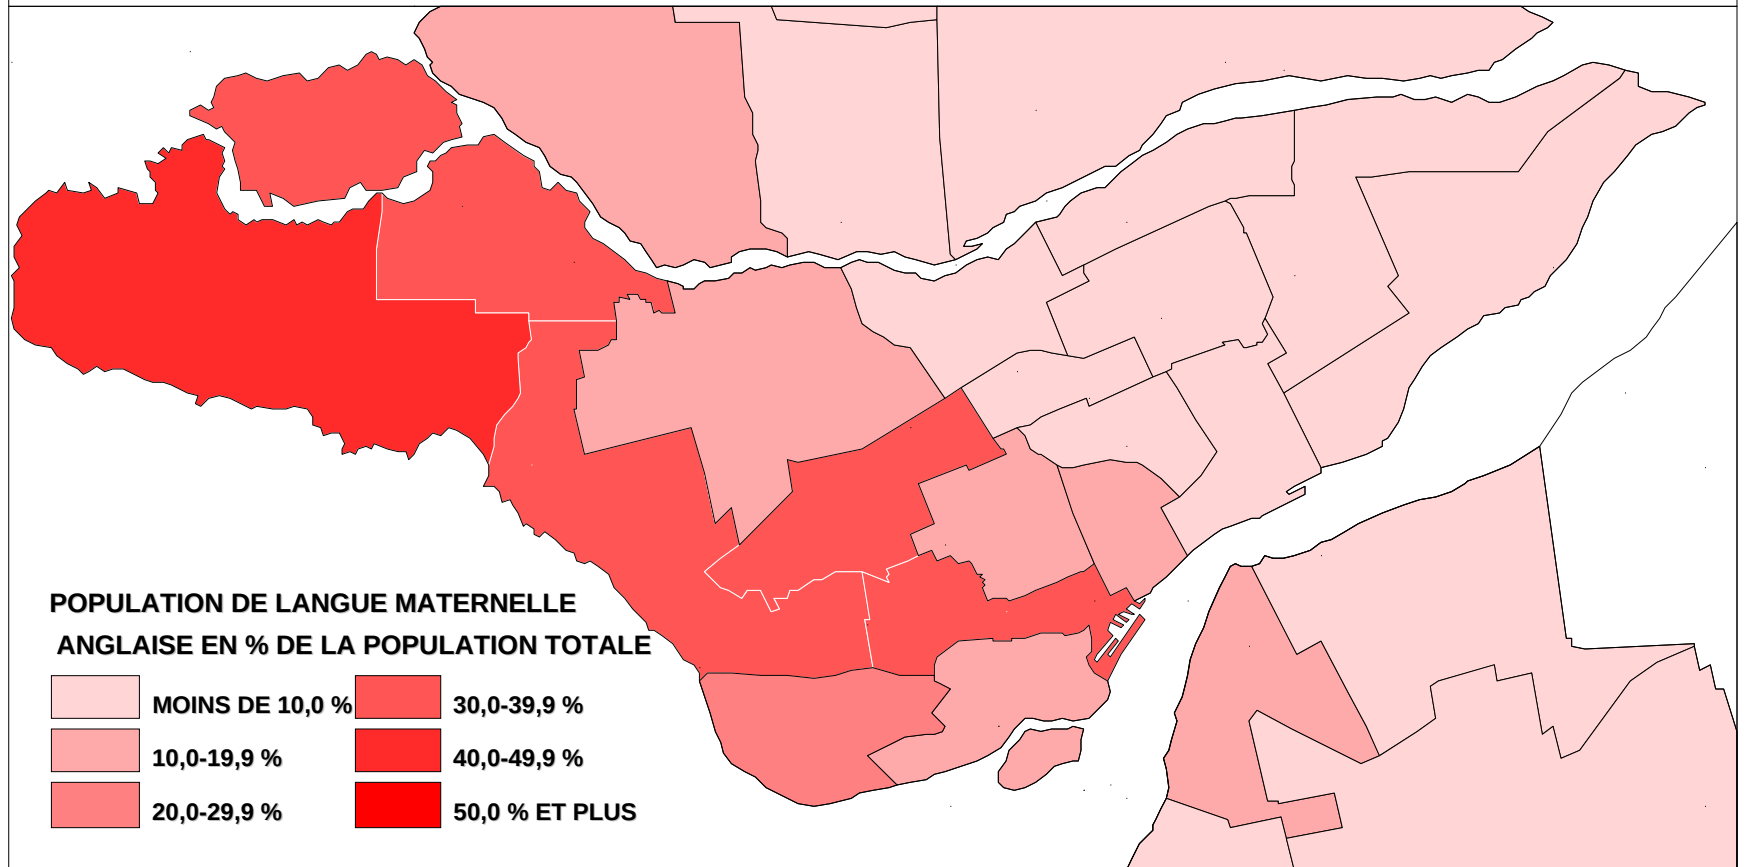 POPULATION DE LANGUE MATERNELLE
ANGLAISE EN % DE LA POPULATION TOTALE
MOINS DE 10,0 %
10,0-19,9 %
20,0-29,9 %
30,0-39,9 %
40,0-49,9 %
50,0 % ET PLUS